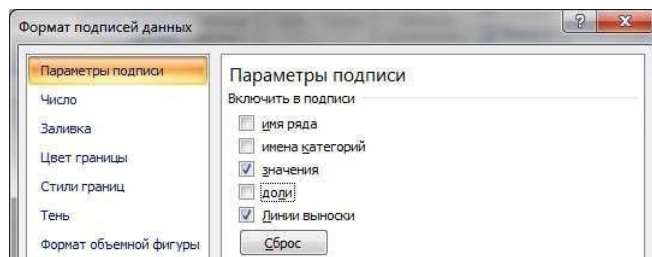 Формат подписей данных
Параметры подписи
Число
Заливка
Цвет границы
Стили границ
Тень
Формат объемной фигуры
Параметры подписи
Включить в подписи
имя ряда
имена категорий
значения
доли
Линии выноски
Сброс